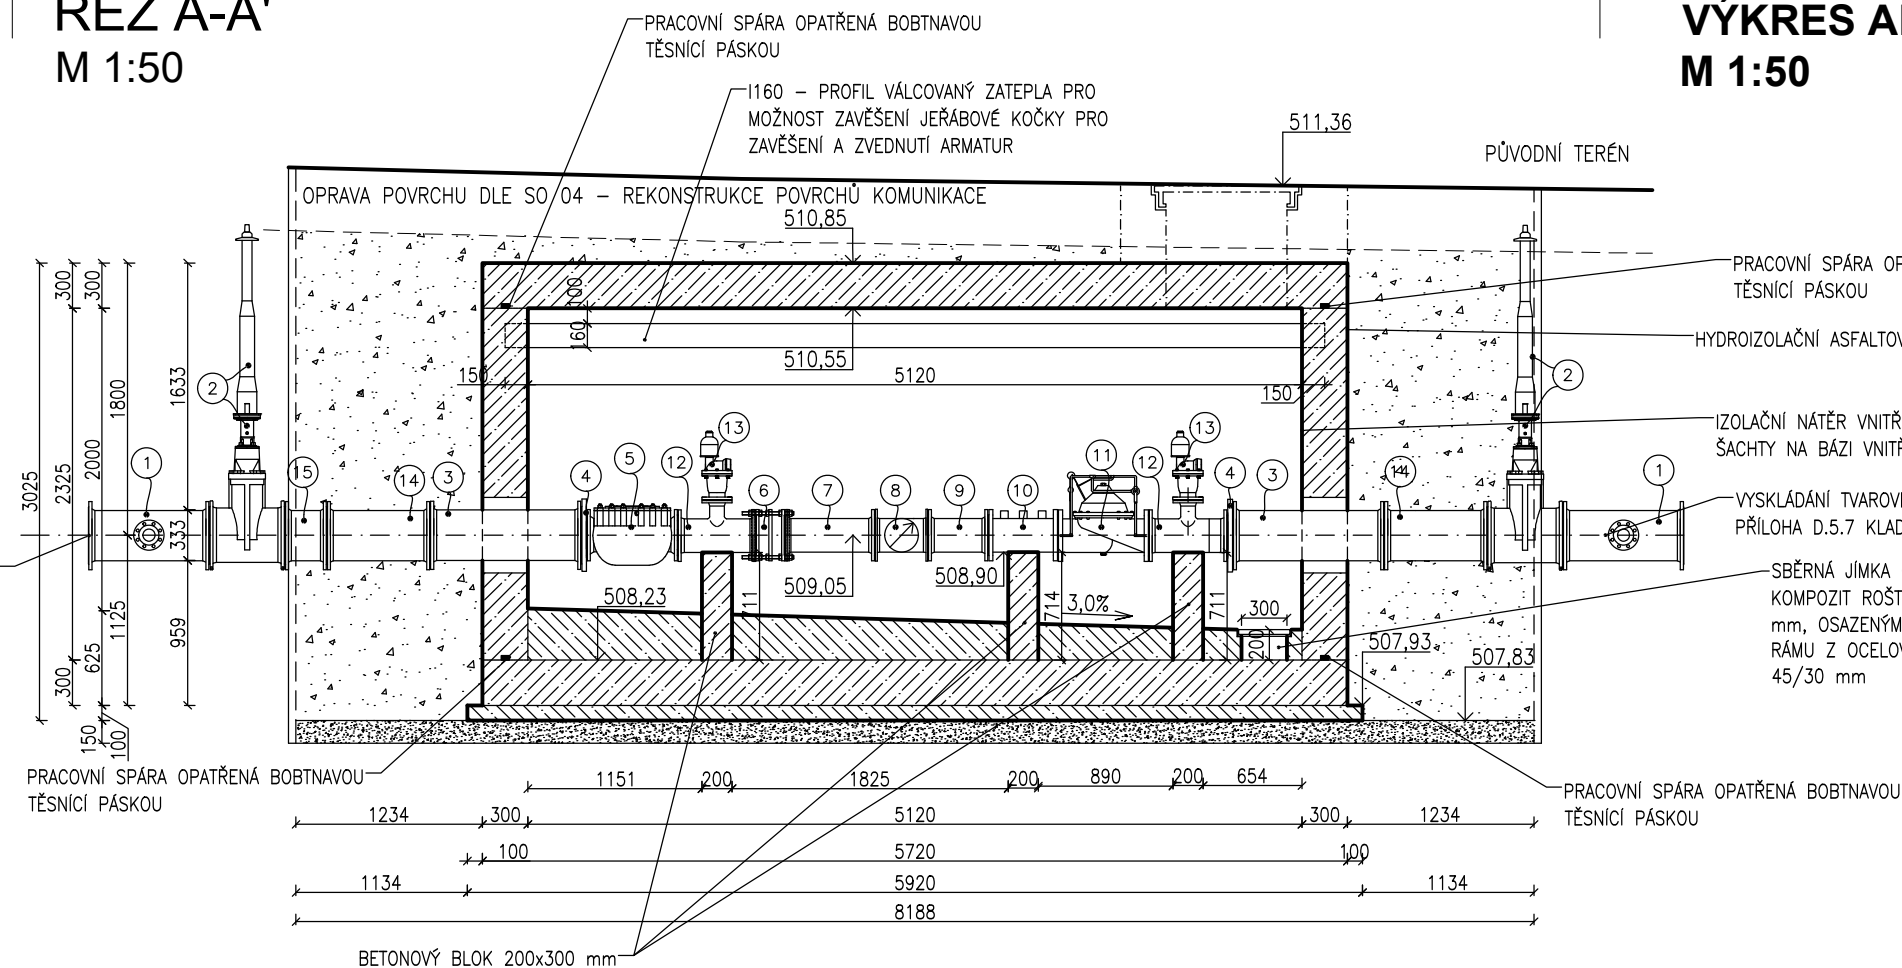 ŘEZ A-A'
M 1:50
M 1:50
PRACOVNÍ SPÁRA OPATŘENÁ BOBTNAVOU
TĚSNÍCÍ PÁSKOU
I160 – PROFIL VÁLCOVANÝ ZATEPLA PRO
MOŽNOST ZAVĚŠENÍ JEŘÁBOVÉ KOČKY PRO
ZAVĚŠENÍ A ZVEDNUTÍ ARMATUR
VÝKRES
511,36
PŮVODNÍ TERÉN
OPRAVA POVRCHU DLE SO 04 – REKONSTRUKCE POVRCHŮ KOMUNIKACE
510,85
PRACOVNÍ SPÁRA
TĚSNÍCÍ PÁSKOU
HYDROIZOLAČNÍ
IZOLAČNÍ NÁTĚR
ŠACHTY NA BÁZI
VYSKLÁDÁNÍ
PŘÍLOHA D.5.7
SBĚRNÁ JÍMKA
KOMPOZIT ROŠT
mm, OSAZENÝM
RÁMU Z
45/30 mm
300 300 100
160
510,55
150 5120 150
3025 2325 2000 1800 1633
333
1125 959 625 300
150 100
1 2 15 14 3 4 5 12 13 6 7 8 9 10 11 12 13 4 3 14 2 1
508,23 711 509,05 508,90 714 3,0% 711 300 200 507,93 507,83
PRACOVNÍ SPÁRA OPATŘENÁ BOBTNAVOU
TĚSNÍCÍ PÁSKOU
PRACOVNÍ SPÁRA OPATŘENÁ BOBTNAVOU
TĚSNÍCÍ PÁSKOU
1151 200 1825 200 890 200 654
1234 300 5120 300 1234
100 5720 100
1134 5920 1134
8188
BETONOVÝ BLOK 200x300 mm